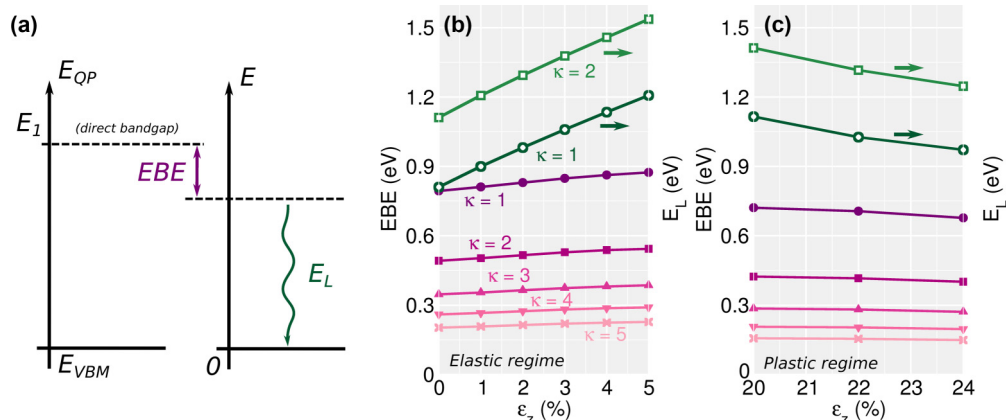 (a)
E_QP
E
E_1
(direct bandgap)
EBE
E_L
E_VBM
0
(b)
1.5
1.2
0.9
0.6
0.3
0
EBE (eV)
κ = 2
κ = 1
κ = 1
κ = 2
κ = 3
κ = 4
κ = 5
Elastic regime
0 1 2 3 4 5
ε_z (%)
E_L (eV)
(c)
1.5
1.2
0.9
0.6
0.3
0
EBE (eV)
Plastic regime
20 21 22 23 24
ε_z (%)
E_L (eV)